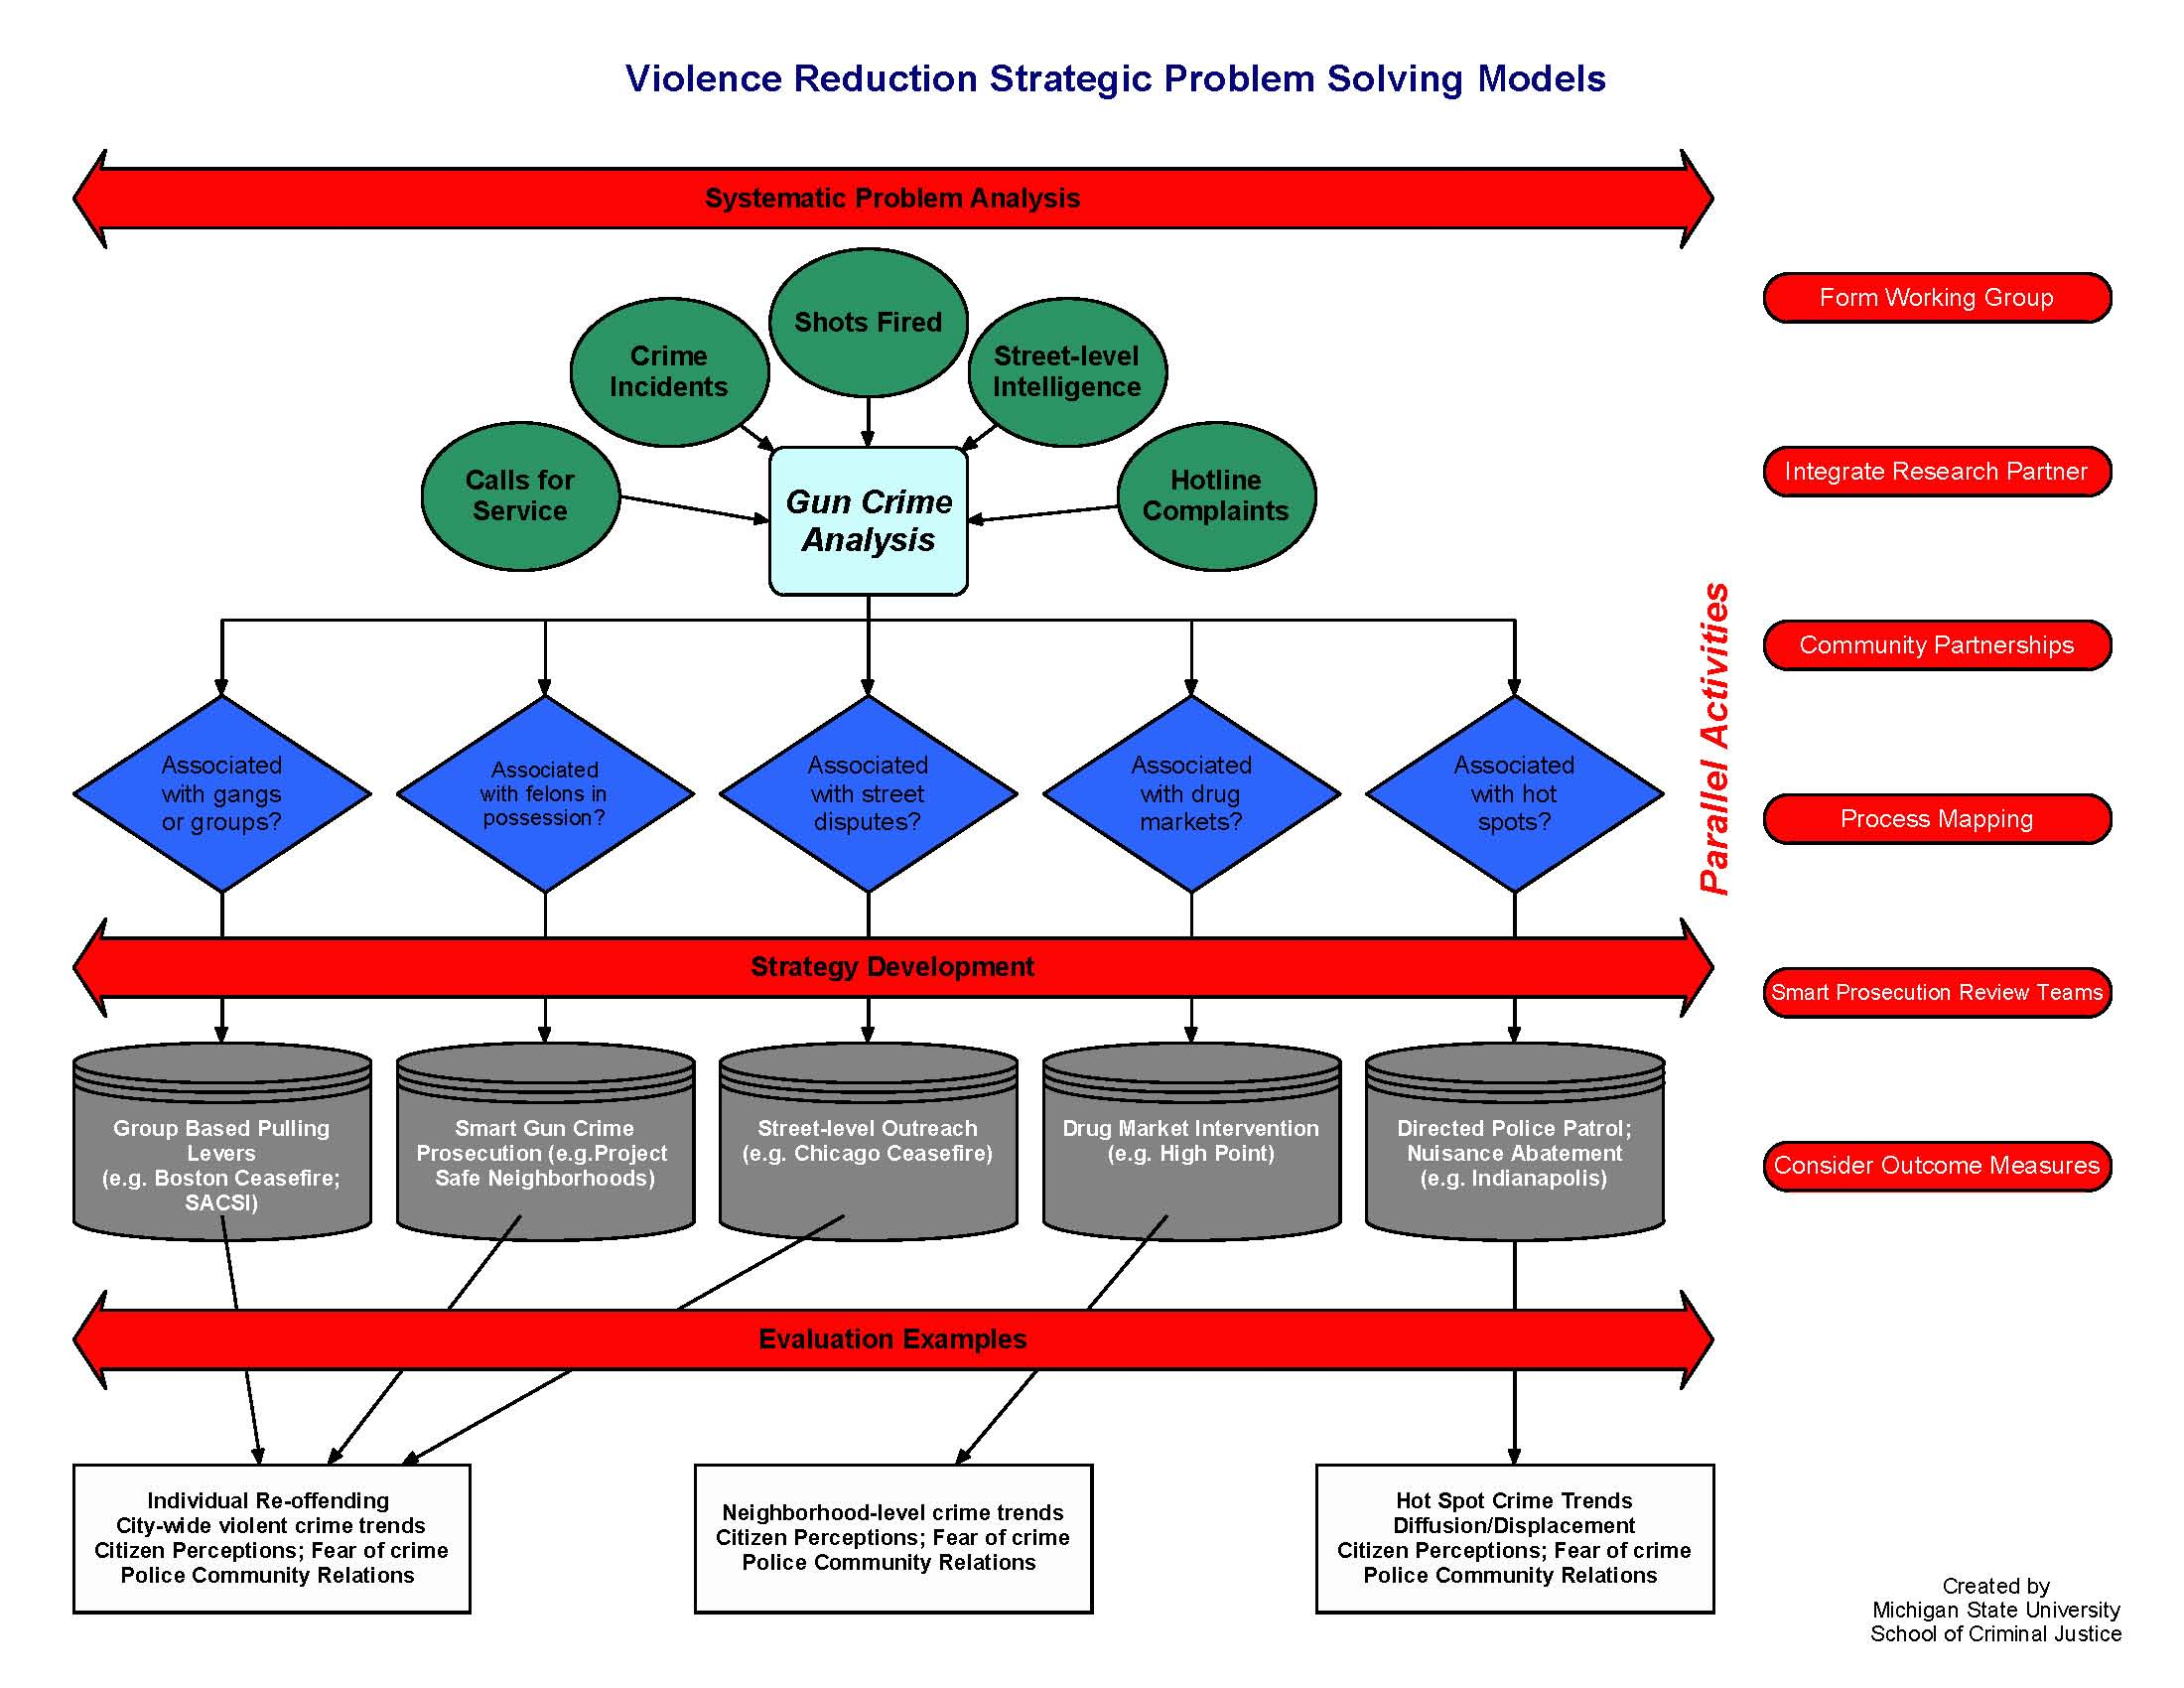 Violence Reduction Strategic Problem Solving Models
Systematic Problem Analysis
Shots Fired
Crime
Incidents
Street-level
Intelligence
Calls for
Service
Hotline
Complaints
Gun Crime
Analysis
Associated
with gangs
or groups?
Associated
with felons in
possession?
Associated
with street
disputes?
Associated
with drug
markets?
Associated
with hot
spots?
Strategy Development
Group Based Pulling
Levers
(e.g. Boston Ceasefire;
SACSI)
Smart Gun Crime
Prosecution (e.g.Project
Safe Neighborhoods)
Street-level Outreach
(e.g. Chicago Ceasefire)
Drug Market Intervention
(e.g. High Point)
Directed Police Patrol;
Nuisance Abatement
(e.g. Indianapolis)
Evaluation Examples
Individual Re-offending
City-wide violent crime trends
Citizen Perceptions; Fear of crime
Police Community Relations
Neighborhood-level crime trends
Citizen Perceptions; Fear of crime
Police Community Relations
Hot Spot Crime Trends
Diffusion/Displacement
Citizen Perceptions; Fear of crime
Police Community Relations
Parallel Activities
Form Working Group
Integrate Research Partner
Community Partnerships
Process Mapping
Smart Prosecution Review Teams
Consider Outcome Measures
Created by
Michigan State University
School of Criminal Justice